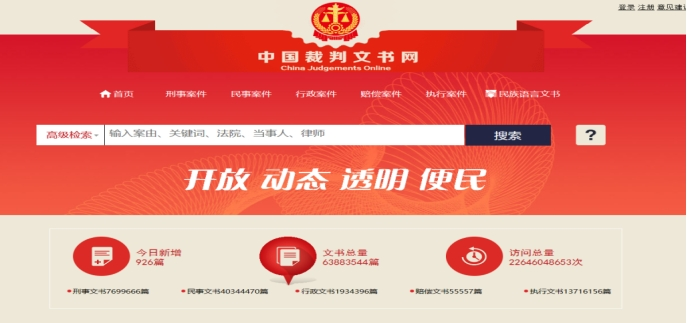 登录 注册 意见建议
中国裁判文书网
China Judgements Online
首页 刑事案件 民事案件 行政案件 赔偿案件 执行案件 民族语言文书
高级检索 输入案由、关键词、法院、当事人、律师 搜索 ?
开放 动态 透明 便民
今日新增 文书总量 访问总量
926篇 63883544篇 22646048653次
刑事文书7699666篇 民事文书40344470篇 行政文书1934396篇 赔偿文书55557篇 执行文书13716156篇